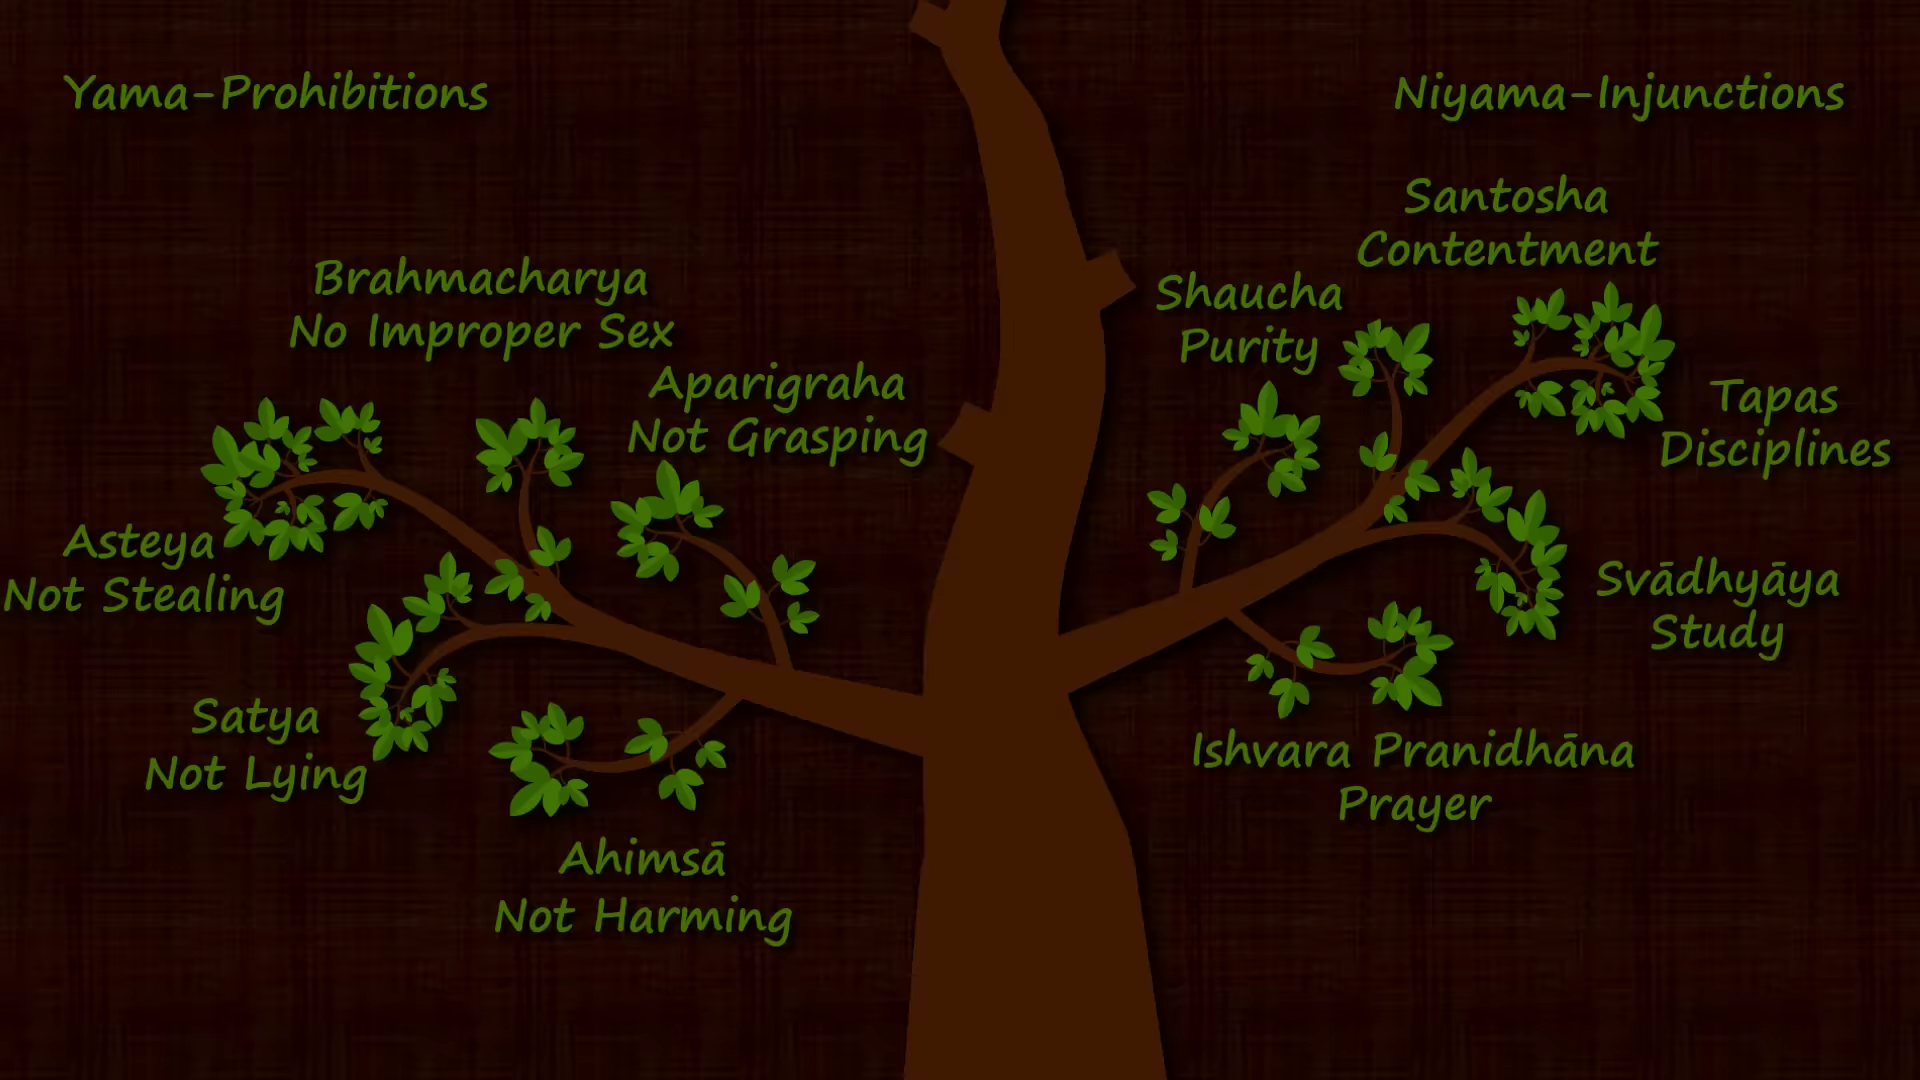 Yama-Prohibitions
Niyama-Injunctions
Brahmacharya
No Improper Sex
Aparigraha
Not Grasping
Asteya
Not Stealing
Satya
Not Lying
Ahimsā
Not Harming
Santosha
Contentment
Shaucha
Purity
Tapas
Disciplines
Svādhyāya
Study
Ishvara Pranidhāna
Prayer